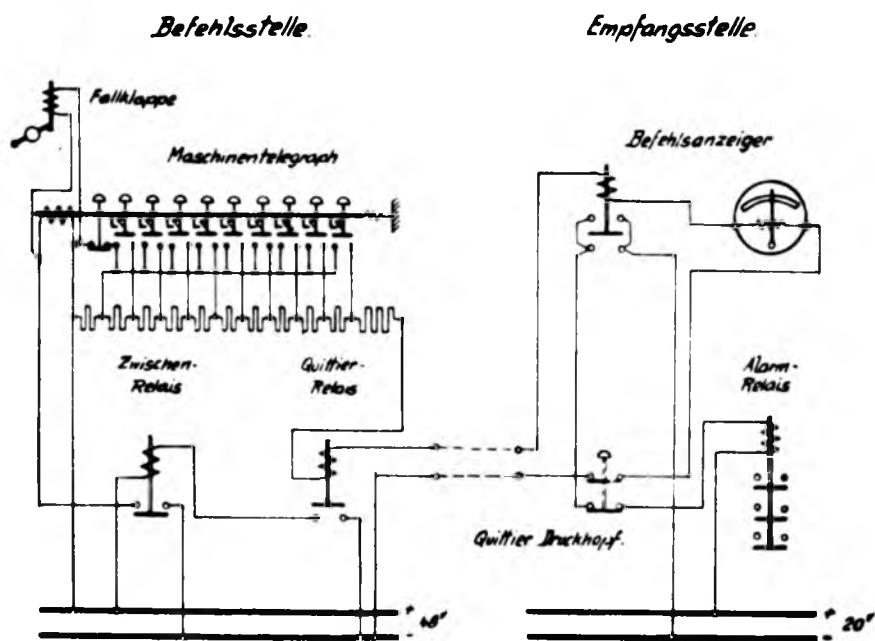 Befehlsstelle.
Empfangsstelle.
Fallklappe
Maschinentelegraph
Befehlsanzeiger
Zwischen-
Relais
Quittier-
Relais
Alarm-
Relais
Quittier Druckknopf.
+
48V
-
+
20V
-